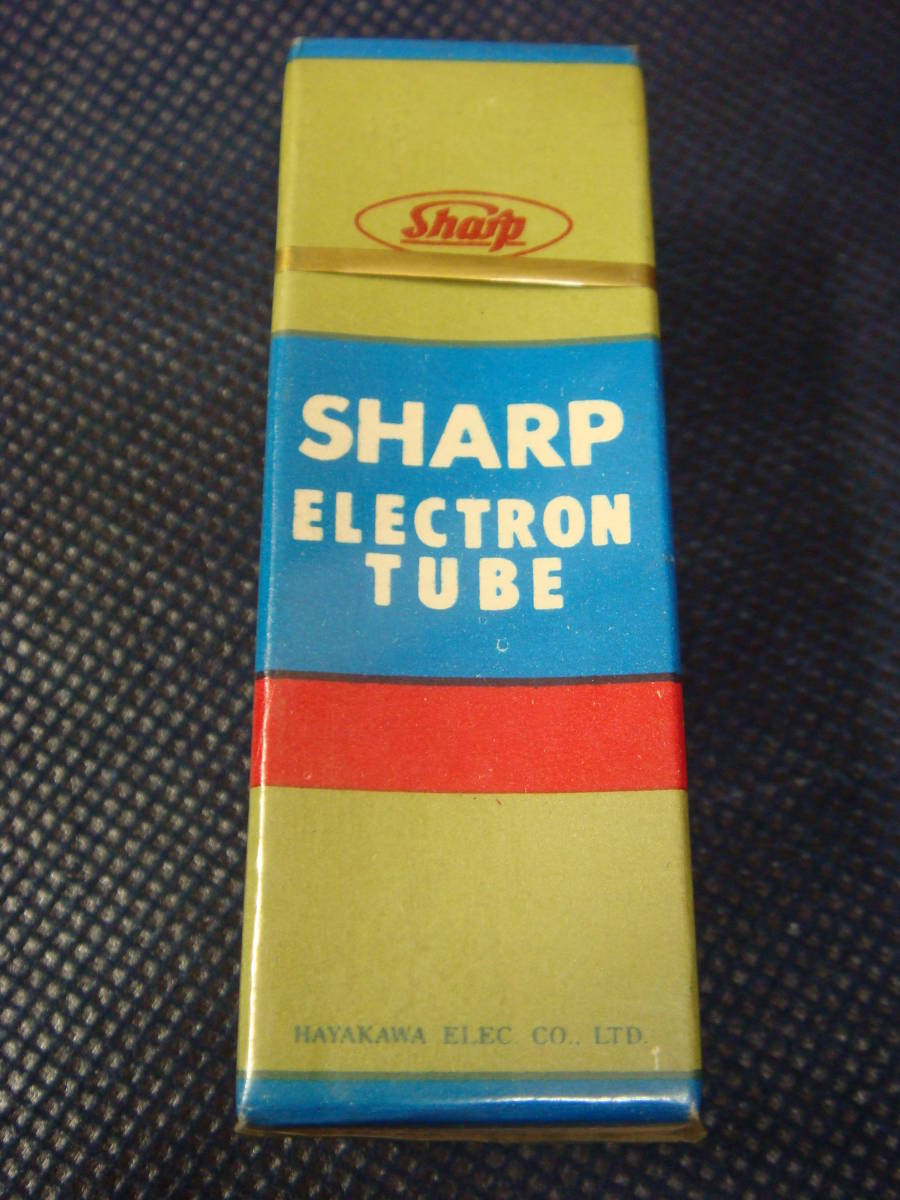 Sharp
SHARP
ELECTRON
TUBE
HAYAKAWA ELEC. CO., LTD.